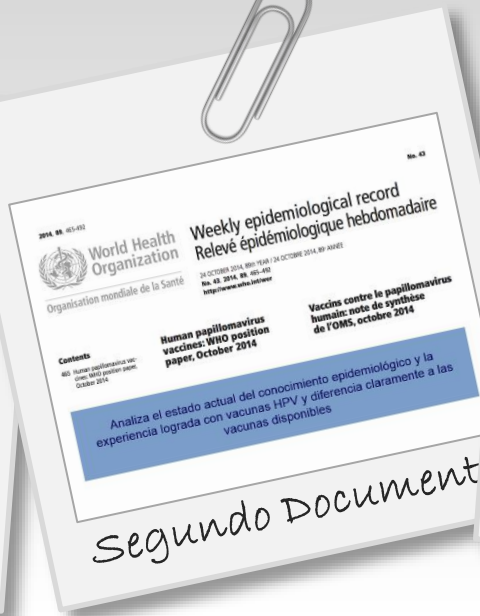 No. 43
2014, 89, 465–492
World Health
Organization
Organisation mondiale de la Santé
Weekly epidemiological record
Relevé épidémiologique hebdomadaire
24 OCTOBER 2014, 89th YEAR / 24 OCTOBRE 2014, 89e ANNÉE
No. 43, 2014, 89, 465–492
http://www.who.int/wer
Contents
465 Human papillomavirus vac-
cines: WHO position paper,
October 2014
Human papillomavirus
vaccines: WHO position
paper, October 2014
Vaccins contre le papillomavirus
humain: note de synthèse
de l'OMS, octobre 2014
Analiza el estado actual del conocimiento epidemiológico y la
experiencia lograda con vacunas HPV y diferencia claramente a las
vacunas disponibles
Segundo Document